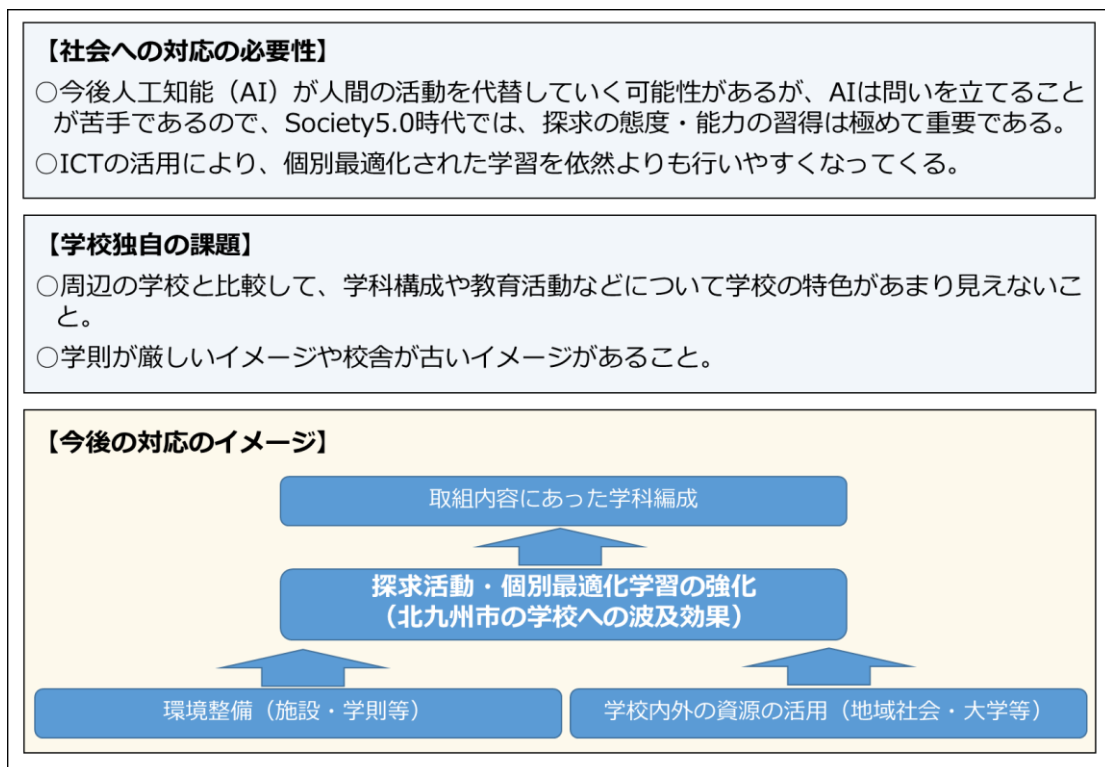 【社会への対応の必要性】
○今後人工知能（AI）が人間の活動を代替していく可能性があるが、AIは問いを立てること
が苦手であるので、Society5.0時代では、探求の態度・能力の習得は極めて重要である。
○ICTの活用により、個別最適化された学習を依然よりも行いやすくなってくる。
【学校独自の課題】
○周辺の学校と比較して、学科構成や教育活動などについて学校の特色があまり見えないこ
と。
○学則が厳しいイメージや校舎が古いイメージがあること。
【今後の対応のイメージ】
取組内容にあった学科編成
探求活動・個別最適化学習の強化
（北九州市の学校への波及効果）
環境整備（施設・学則等）
学校内外の資源の活用（地域社会・大学等）